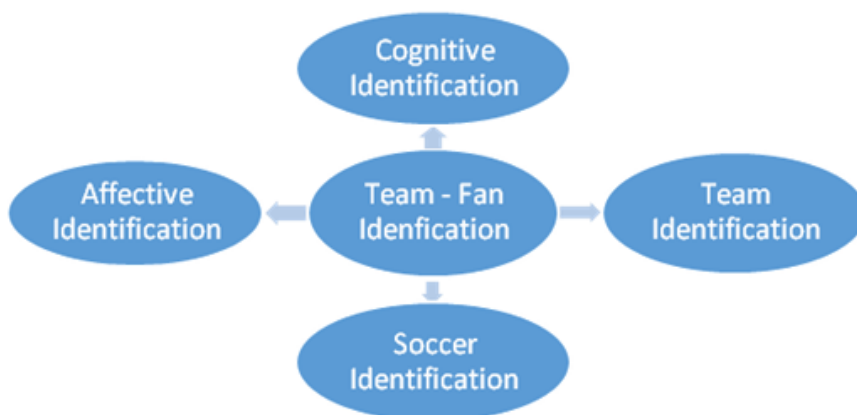 Cognitive
Identification
Affective
Identification
Team - Fan
Idenfication
Team
Identification
Soccer
Identification